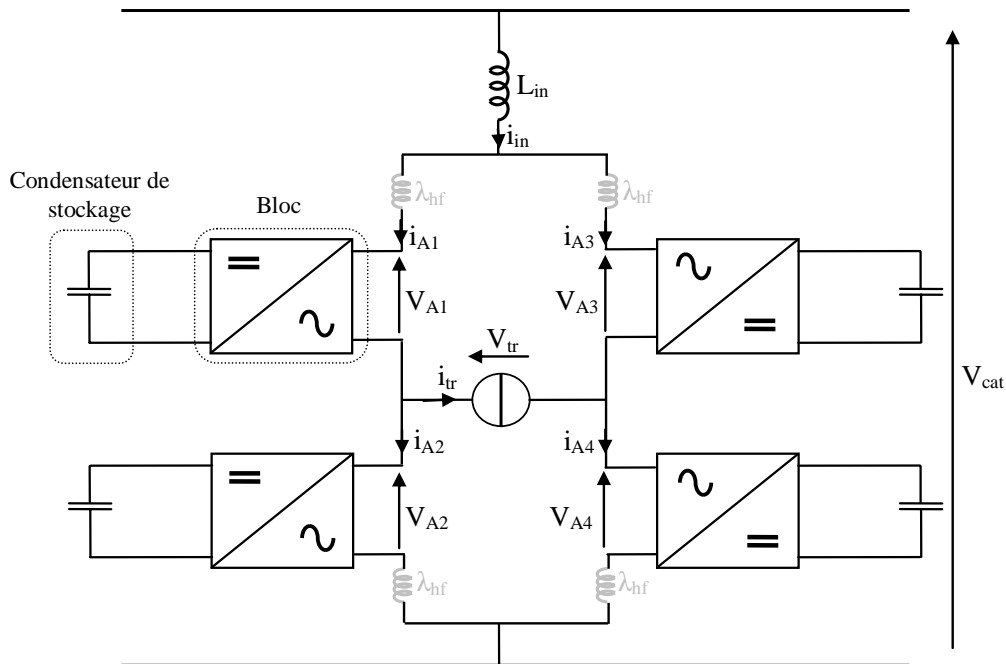 L_in
i_in
Condensateur de
stockage
Bloc
λ_hf
λ_hf
i_A1
i_A3
V_A1
V_A3
V_tr
i_tr
V_cat
i_A2
i_A4
V_A2
V_A4
λ_hf
λ_hf